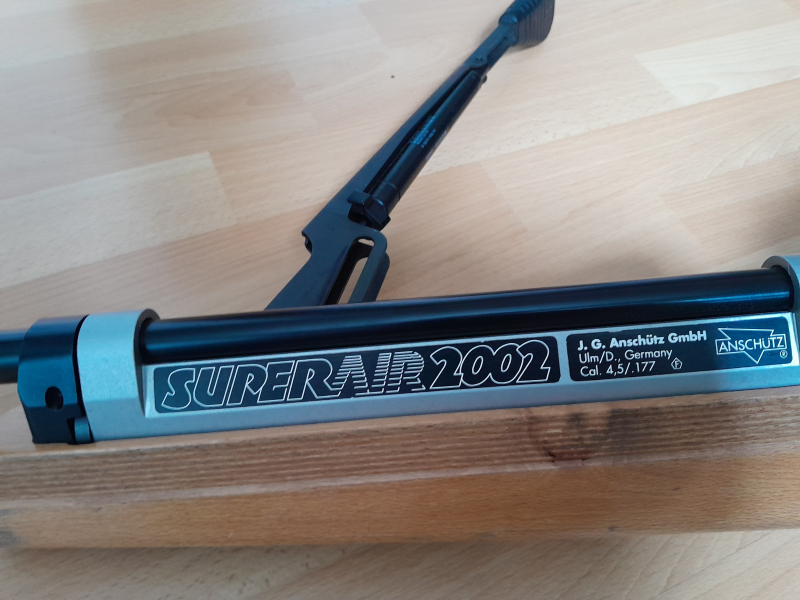 SUPERAIR 2002
J. G. Anschütz GmbH
Ulm/D., Germany
Cal. 4,5/.177 F
ANSCHÜTZ ®